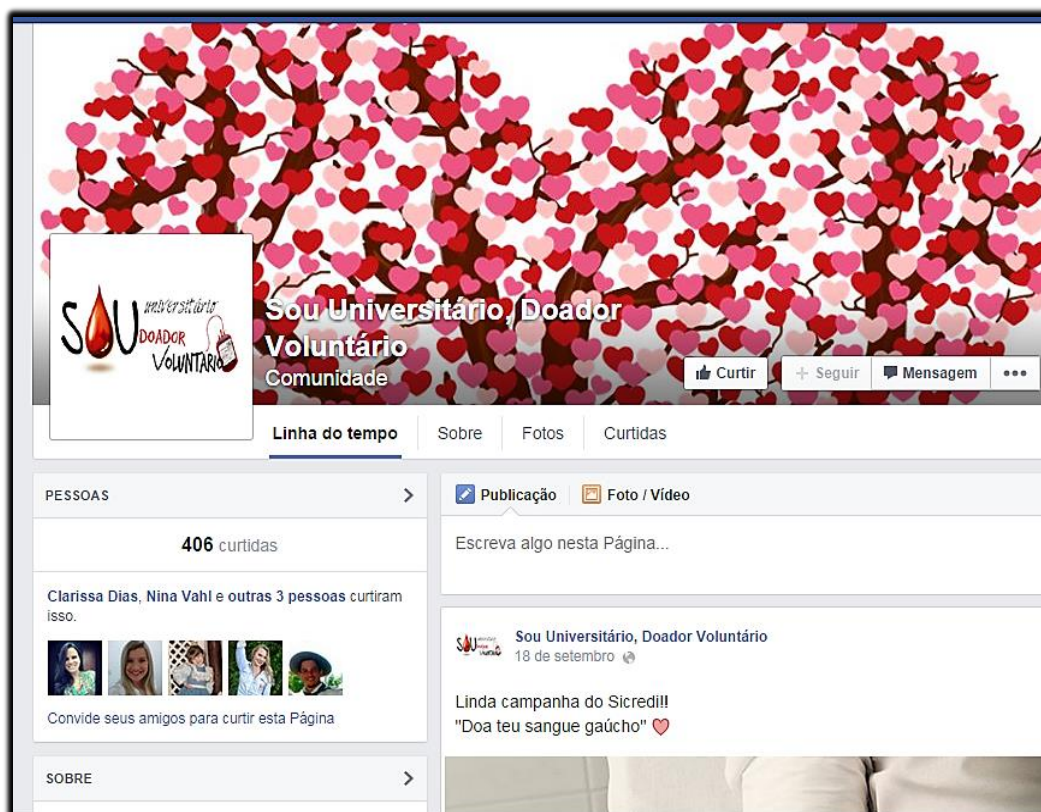 SOU universitário
DOADOR
VOLUNTÁRIO
Sou Universitário, Doador
Voluntário
Comunidade
Curtir
+ Seguir
Mensagem
Linha do tempo
Sobre
Fotos
Curtidas
PESSOAS
406 curtidas
Clarissa Dias, Nina Vahl e outras 3 pessoas curtiram
isso.
Convide seus amigos para curtir esta Página
SOBRE
Publicação
Foto / Vídeo
Escreva algo nesta Página...
Sou Universitário, Doador Voluntário
18 de setembro
Linda campanha do Sicredi!!
"Doa teu sangue gaúcho"